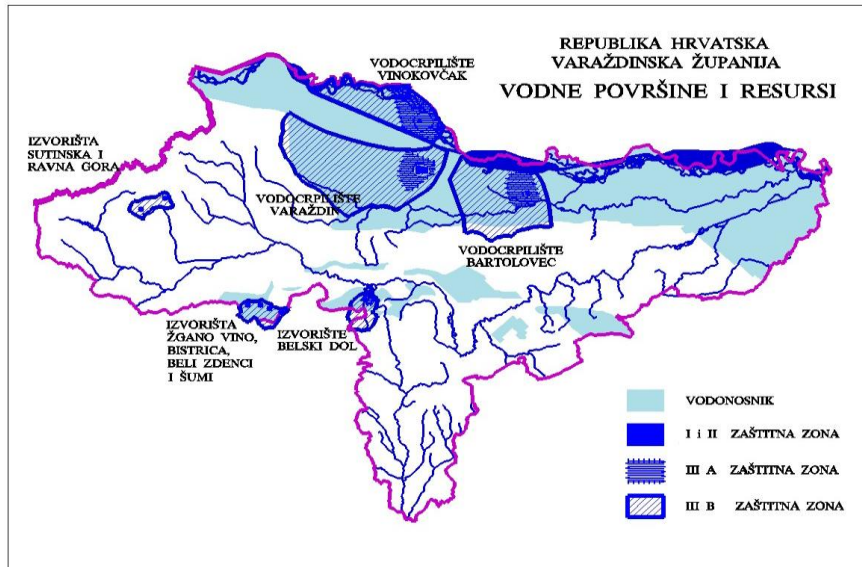 REPUBLIKA HRVATSKA
VARAŽDINSKA ŽUPANIJA
VODNE POVRŠINE I RESURSI
VODOCRPILIŠTE
VINOKOVČAK
IZVORIŠTA
SUTINSKA I
RAVNA GORA
VODOCRPILIŠTE
VARAŽDIN
VODOCRPILIŠTE
BARTOLOVEC
IZVORIŠTA
ŽGANO VINO,
BISTRICA,
BELI ZDENCI
I ŠUMI
IZVORIŠTE
BELSKI DOL
VODONOSNIK
I i II ZAŠTITNA ZONA
III A ZAŠTITNA ZONA
III B ZAŠTITNA ZONA